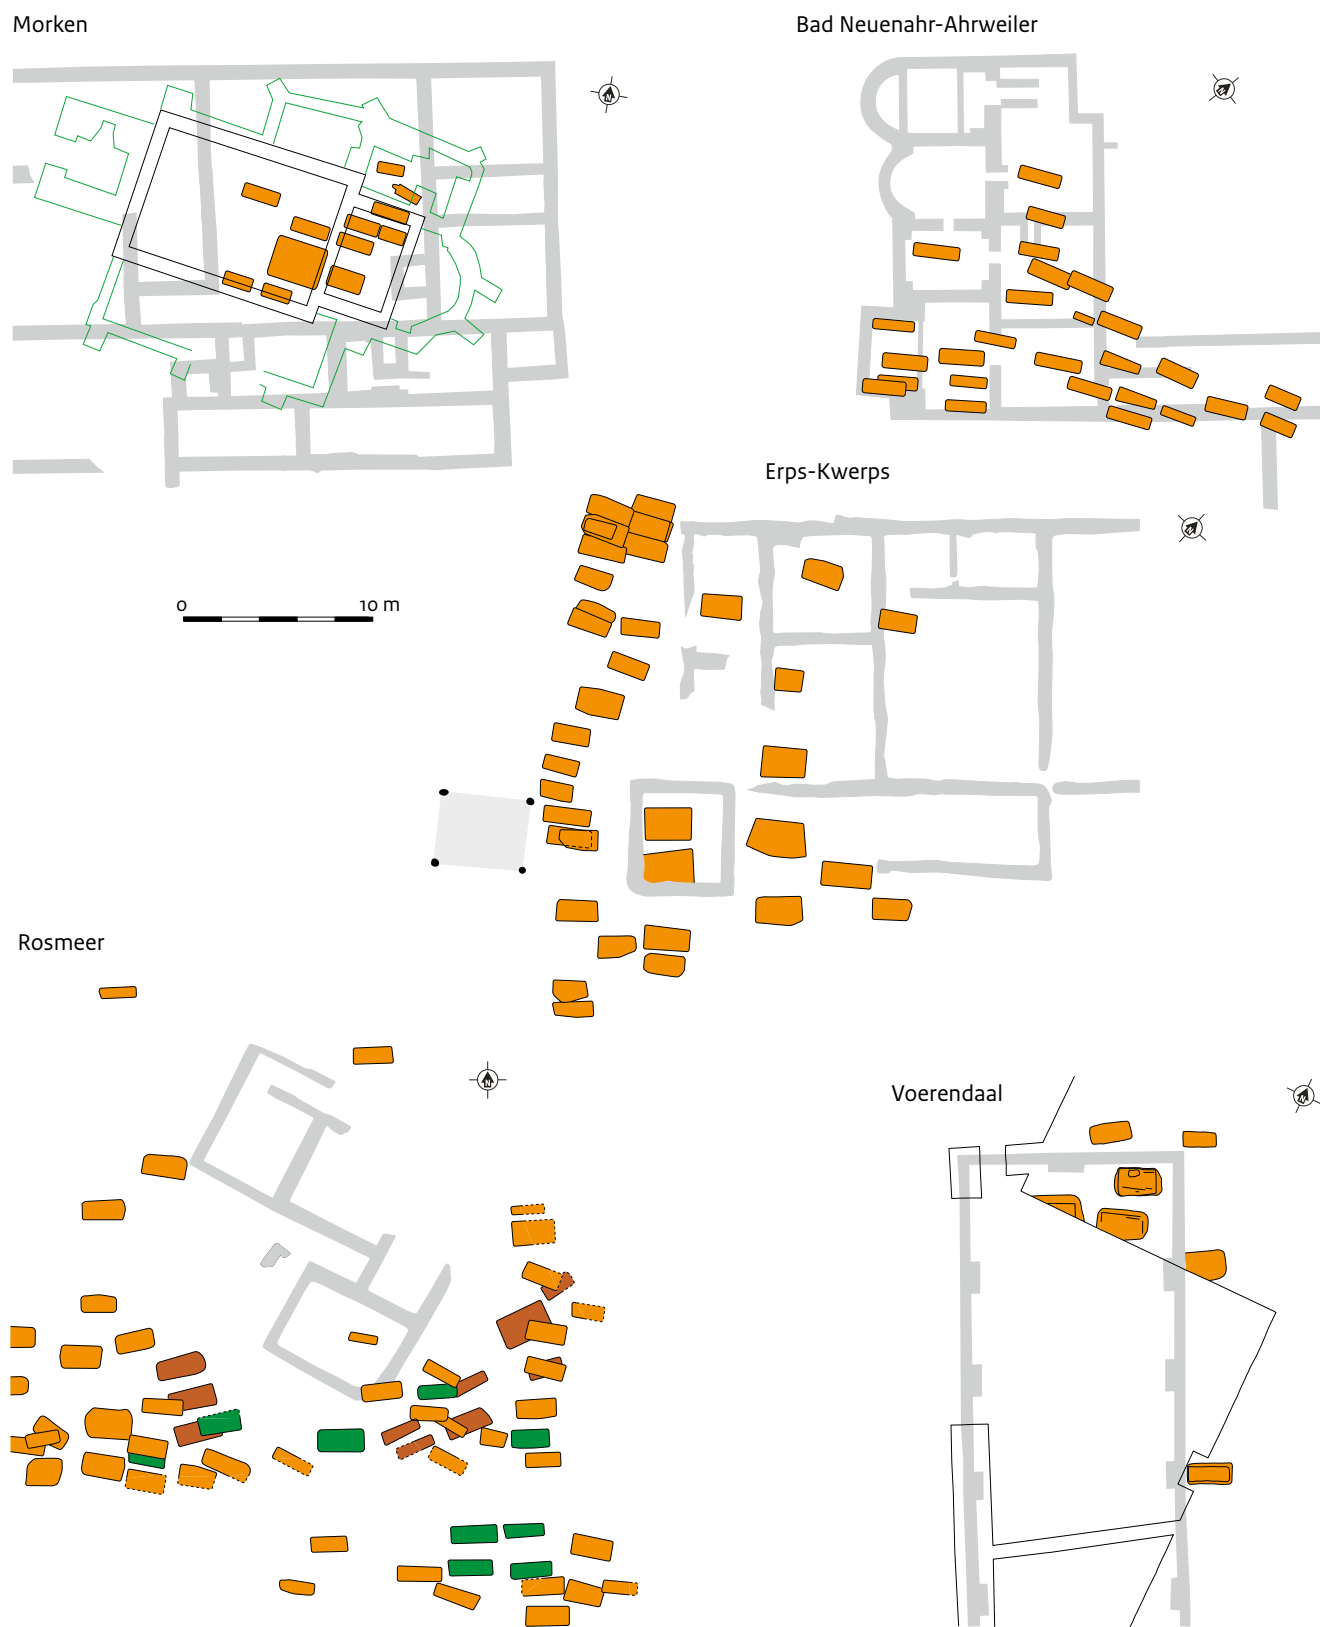 Morken
Bad Neuenahr-Ahrweiler
N
N
Erps-Kwerps
N
0 10 m
Rosmeer
N
Voerendaal
N